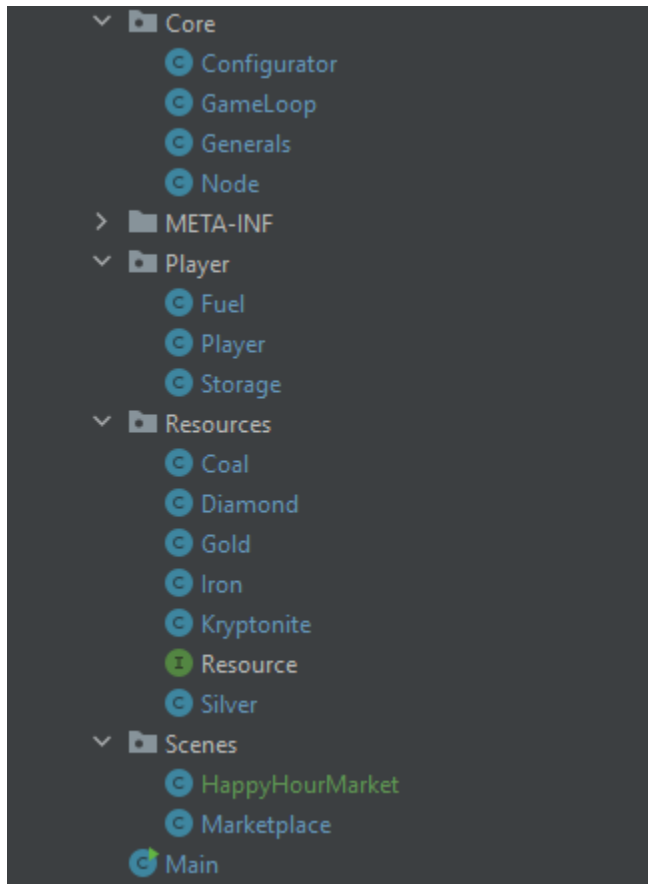 Core
Configurator
GameLoop
Generals
Node
META-INF
Player
Fuel
Player
Storage
Resources
Coal
Diamond
Gold
Iron
Kryptonite
Resource
Silver
Scenes
HappyHourMarket
Marketplace
Main